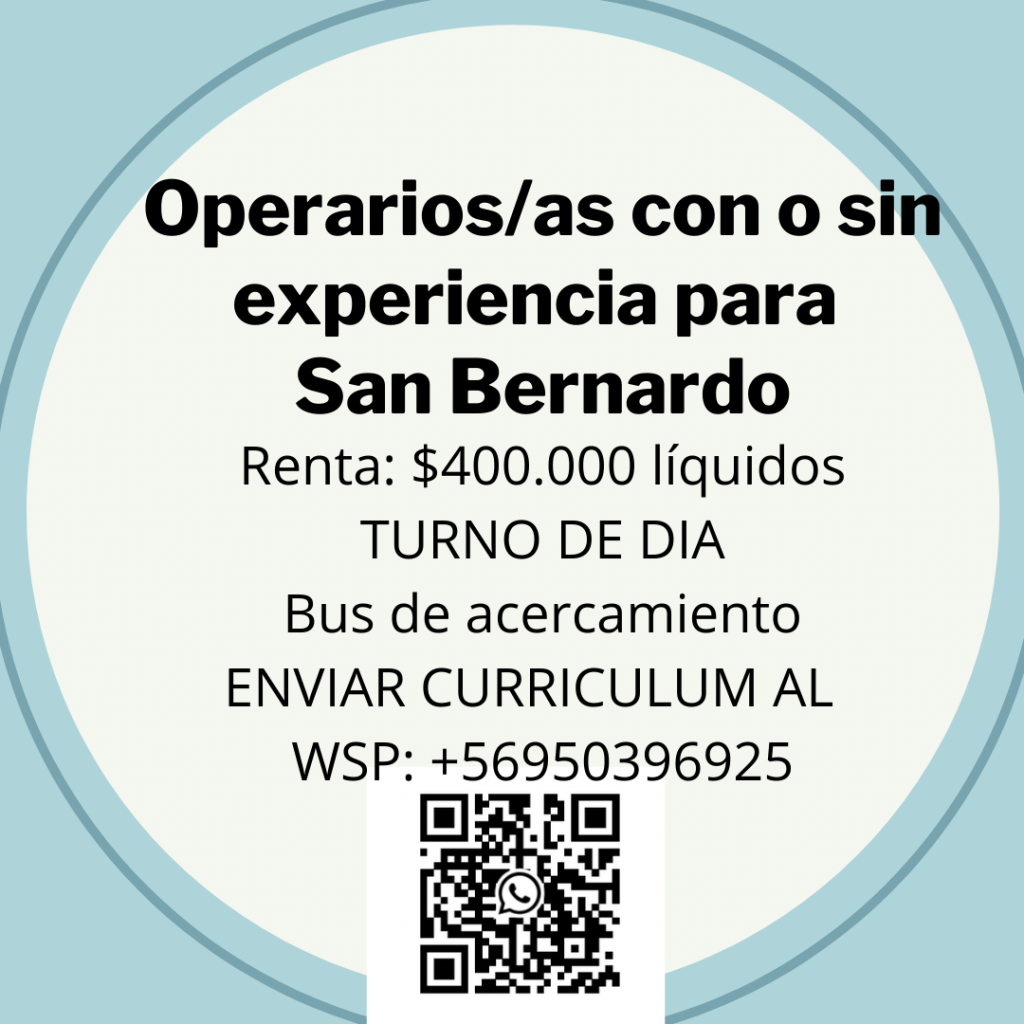 Operarios/as con o sin
experiencia para
San Bernardo
Renta: $400.000 líquidos
TURNO DE DIA
Bus de acercamiento
ENVIAR CURRICULUM AL
WSP: +56950396925